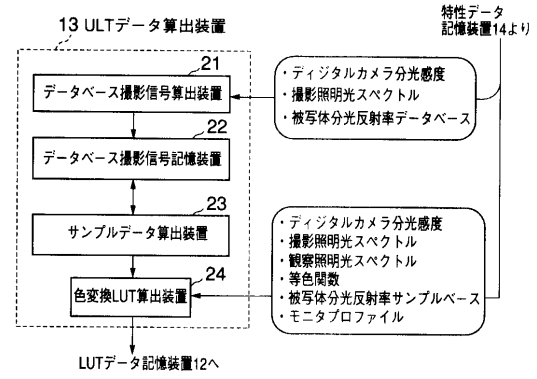 13 ULTデータ算出装置
特性データ
記憶装置14より
21
データベース撮影信号算出装置
・ディジタルカメラ分光感度
・撮影照明光スペクトル
・被写体分光反射率データベース
22
データベース撮影信号記憶装置
23
サンプルデータ算出装置
・ディジタルカメラ分光感度
・撮影照明光スペクトル
・観察照明光スペクトル
・等色関数
・被写体分光反射率サンプルベース
・モニタプロファイル
24
色変換LUT算出装置
LUTデータ記憶装置12へ